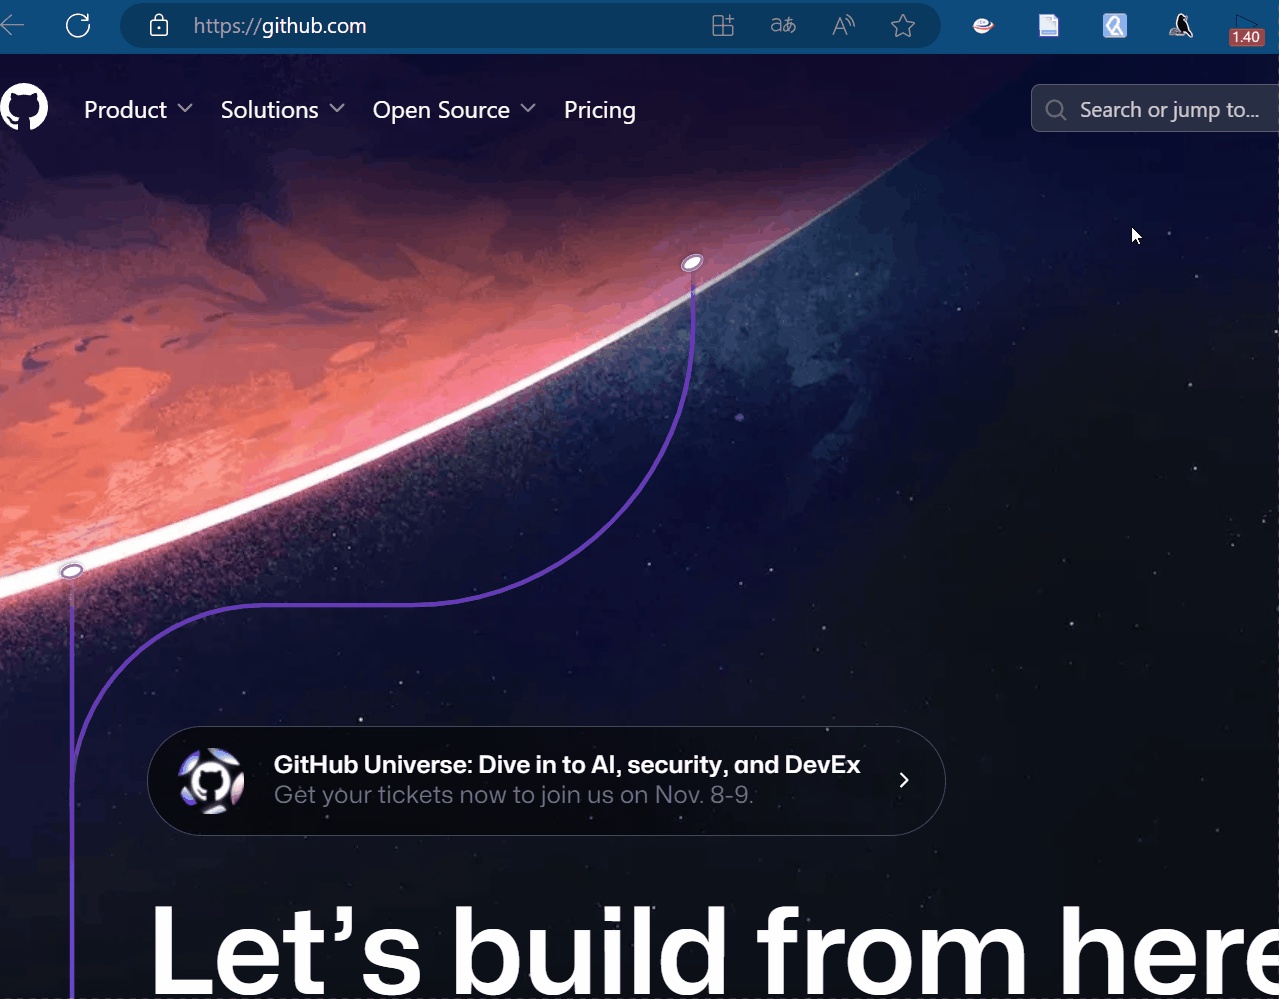 https://github.com
aあ
A
1.40
Product
Solutions
Open Source
Pricing
Search or jump to...
GitHub Universe: Dive in to AI, security, and DevEx
Get your tickets now to join us on Nov. 8-9.
Let’s build from here